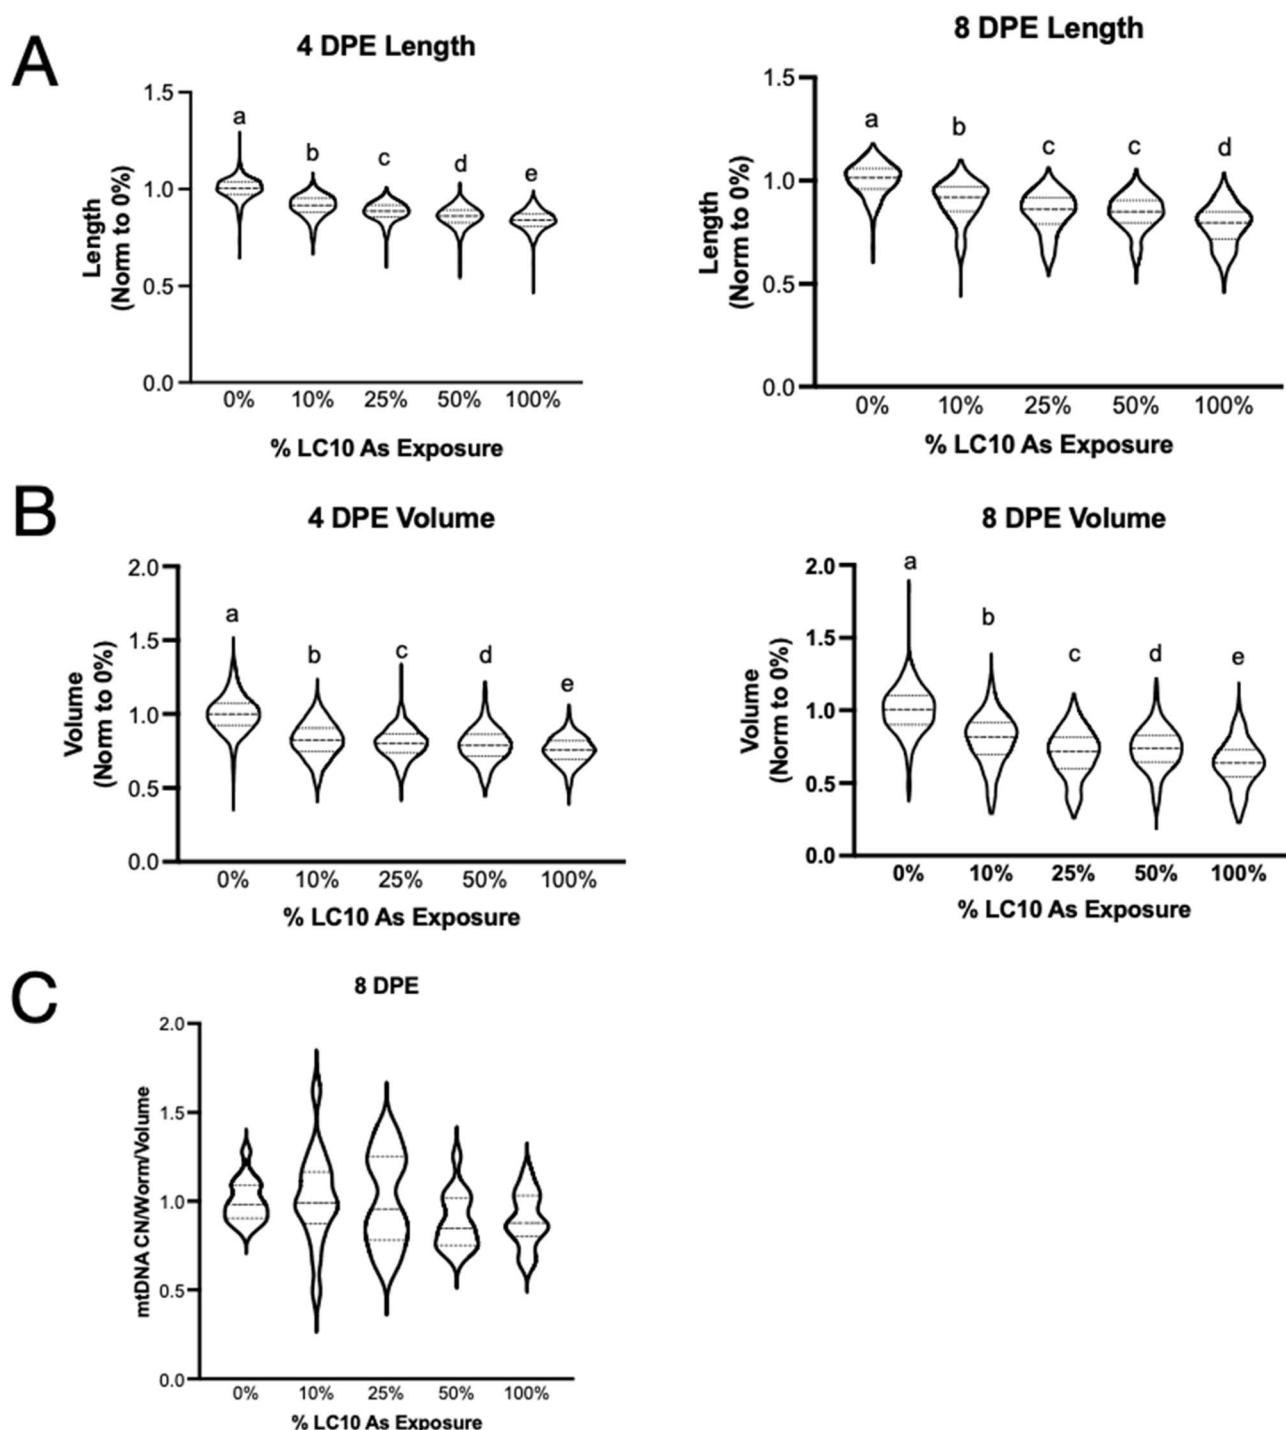 A
4 DPE Length
Length
(Norm to 0%)
1.5
1.0
0.5
0.0
a
b
c
d
e
0% 10% 25% 50% 100%
% LC10 As Exposure
8 DPE Length
Length
(Norm to 0%)
1.5
1.0
0.5
0.0
a
b
c
c
d
0% 10% 25% 50% 100%
% LC10 As Exposure
B
4 DPE Volume
Volume
(Norm to 0%)
2.0
1.5
1.0
0.5
0.0
a
b
c
d
e
0% 10% 25% 50% 100%
% LC10 As Exposure
8 DPE Volume
Volume
(Norm to 0%)
2.0
1.5
1.0
0.5
0.0
a
b
c
d
e
0% 10% 25% 50% 100%
% LC10 As Exposure
C
8 DPE
mtDNA CN/Worm/Volume
2.0
1.5
1.0
0.5
0.0
0% 10% 25% 50% 100%
% LC10 As Exposure